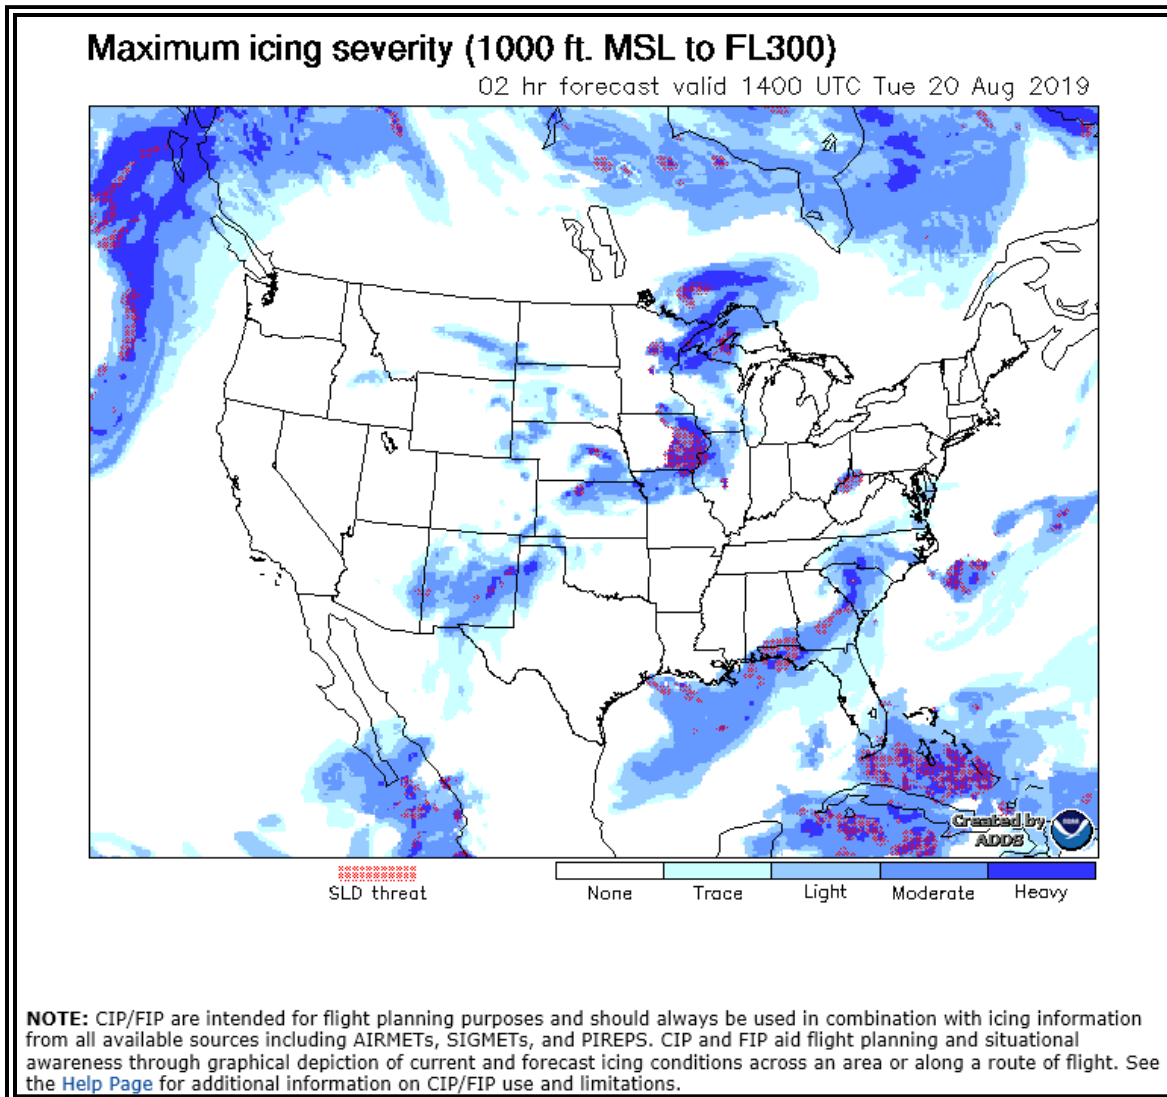 Maximum icing severity (1000 ft. MSL to FL300)
02 hr forecast valid 1400 UTC Tue 20 Aug 2019
Created by
ADDS
SLD threat
None Trace Light Moderate Heavy
NOTE: CIP/FIP are intended for flight planning purposes and should always be used in combination with icing information
from all available sources including AIRMETs, SIGMETs, and PIREPS. CIP and FIP aid flight planning and situational
awareness through graphical depiction of current and forecast icing conditions across an area or along a route of flight. See
the Help Page for additional information on CIP/FIP use and limitations.